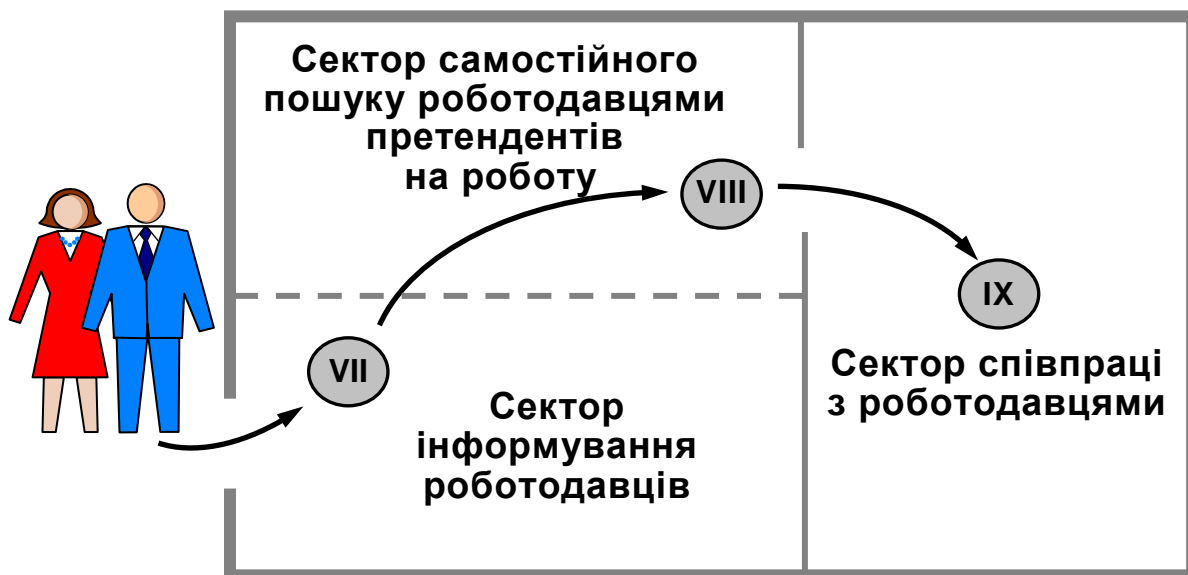 Сектор самостійного
пошуку роботодавцями
претендентів
на роботу
VIII
IX
VII
Сектор
інформування
роботодавців
Сектор співпраці
з роботодавцями